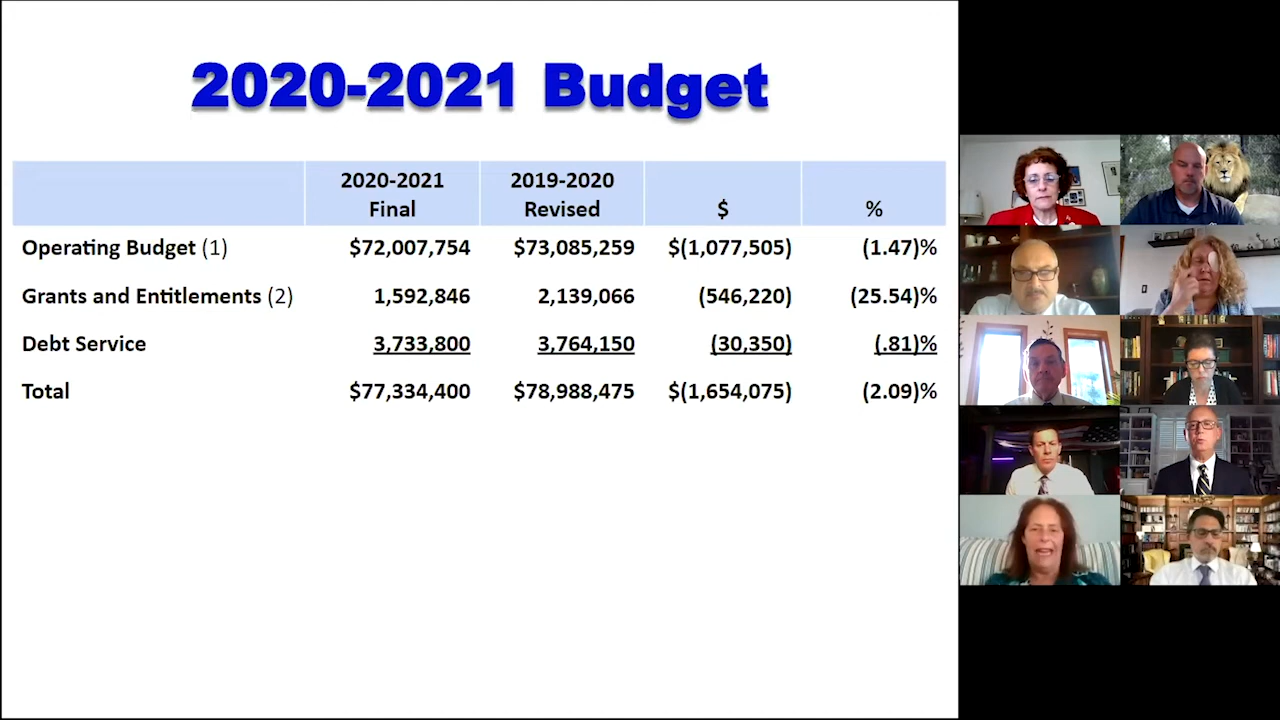 2020-2021 Budget
2020-2021 Final 2019-2020 Revised $ %
Operating Budget (1) $72,007,754 $73,085,259 $(1,077,505) (1.47)%
Grants and Entitlements (2) 1,592,846 2,139,066 (546,220) (25.54)%
Debt Service 3,733,800 3,764,150 (30,350) (.81)%
Total $77,334,400 $78,988,475 $(1,654,075) (2.09)%